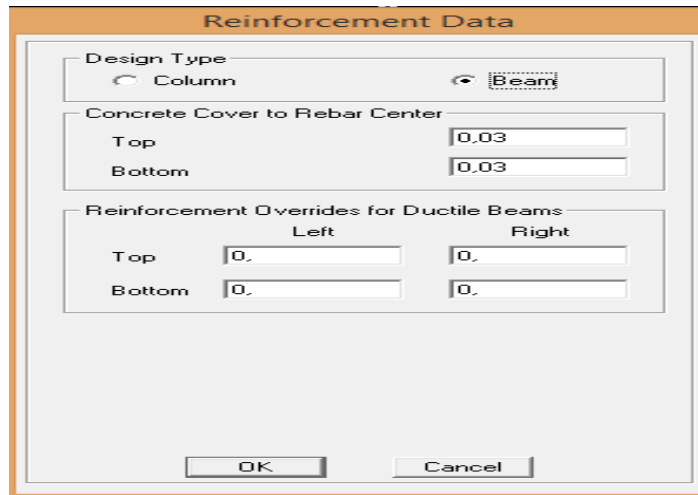 Reinforcement Data
Design Type
Column Beam
Concrete Cover to Rebar Center
Top 0,03
Bottom 0,03
Reinforcement Overrides for Ductile Beams
Left Right
Top 0, 0,
Bottom 0, 0,
OK Cancel